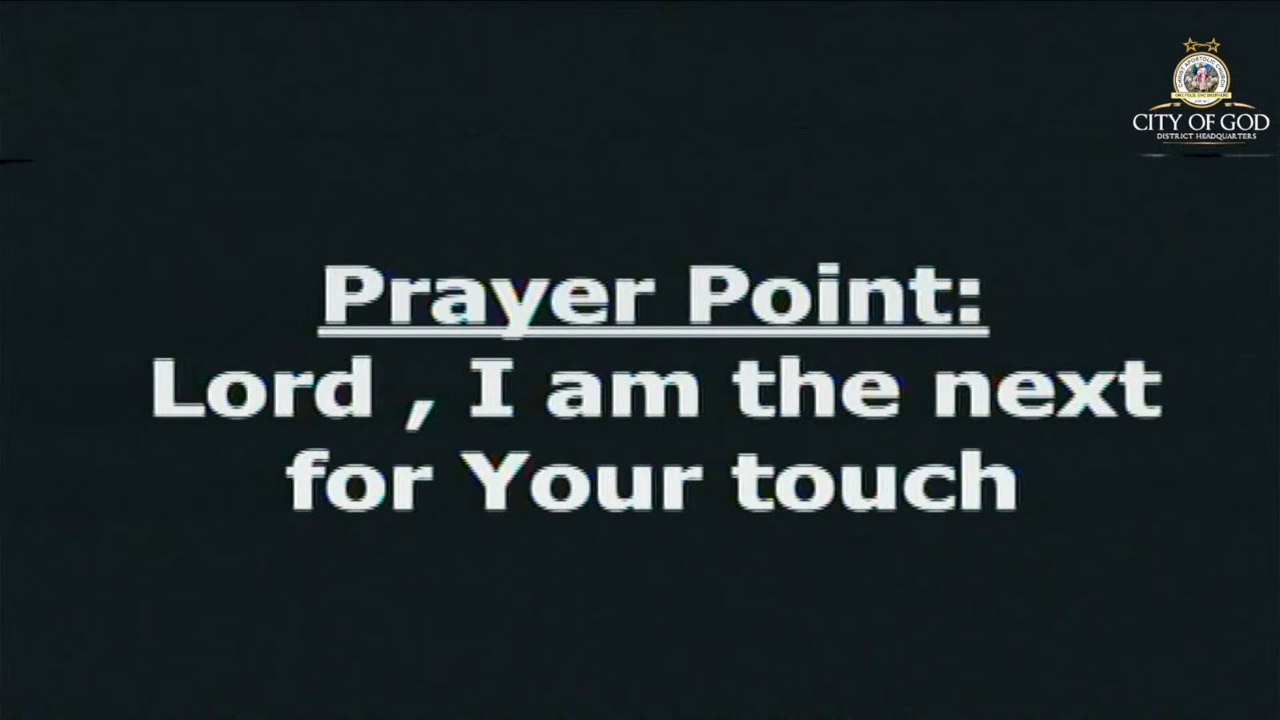 CITY OF GOD
DISTRICT HEADQUARTERS
Prayer Point:
Lord , I am the next
for Your touch